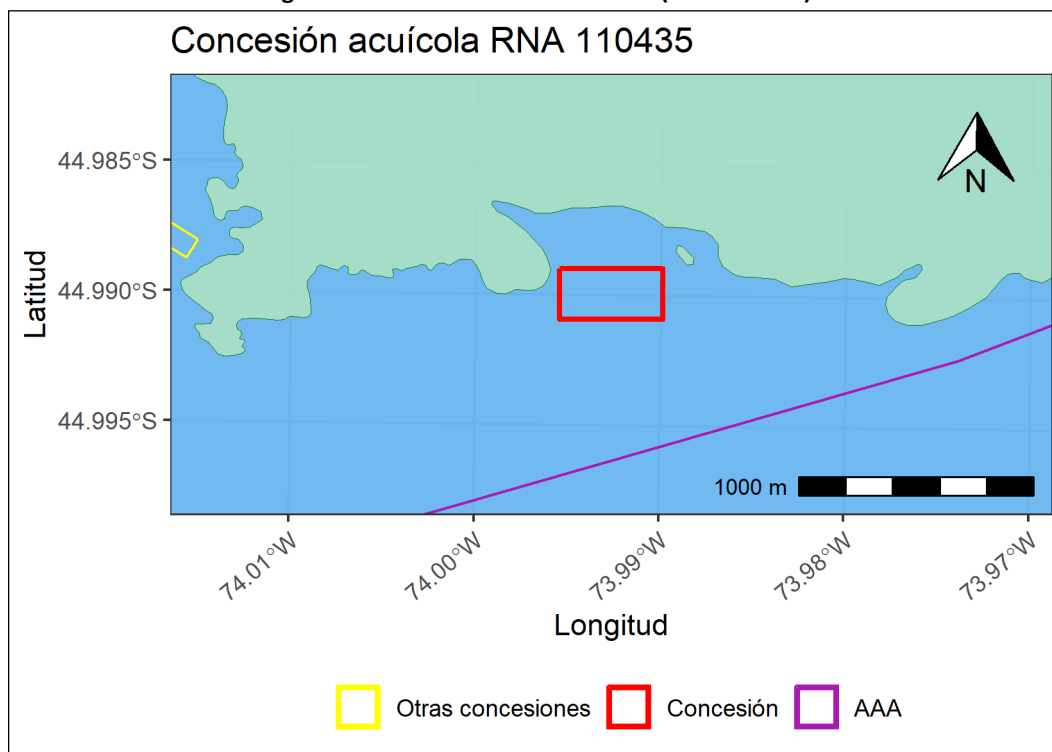 Concesión acuícola RNA 110435
44.985°S
44.990°S
44.995°S
Latitud
N
1000 m
74.01°W
74.00°W
73.99°W
73.98°W
73.97°W
Longitud
Otras concesiones
Concesión
AAA